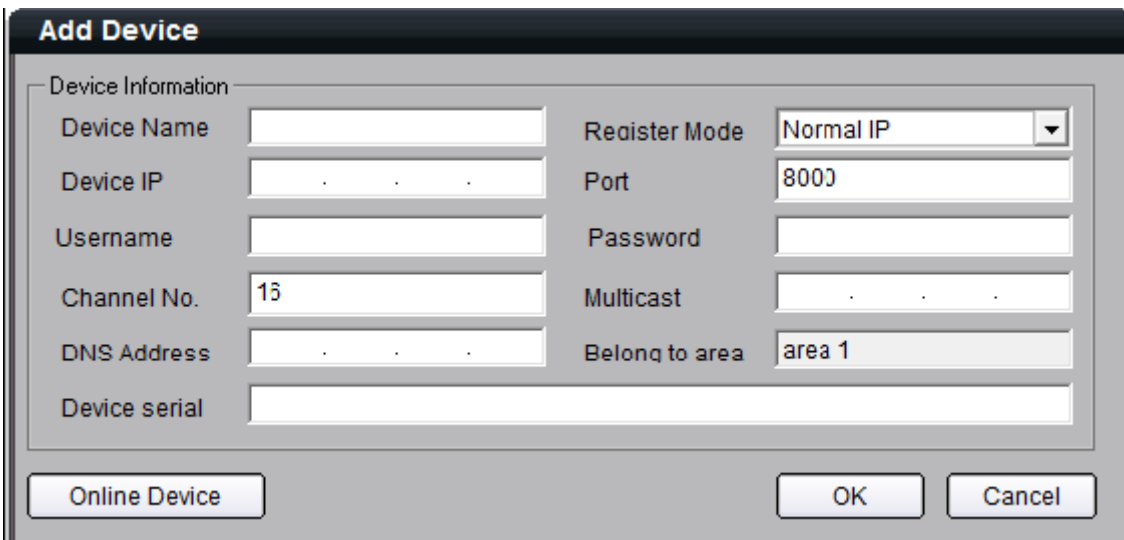 Add Device
Device Information
Device Name
Register Mode Normal IP
Device IP . . .
Port 8000
Username
Password
Channel No. 16
Multicast . . .
DNS Address . . .
Belong to area area 1
Device serial
Online Device
OK
Cancel